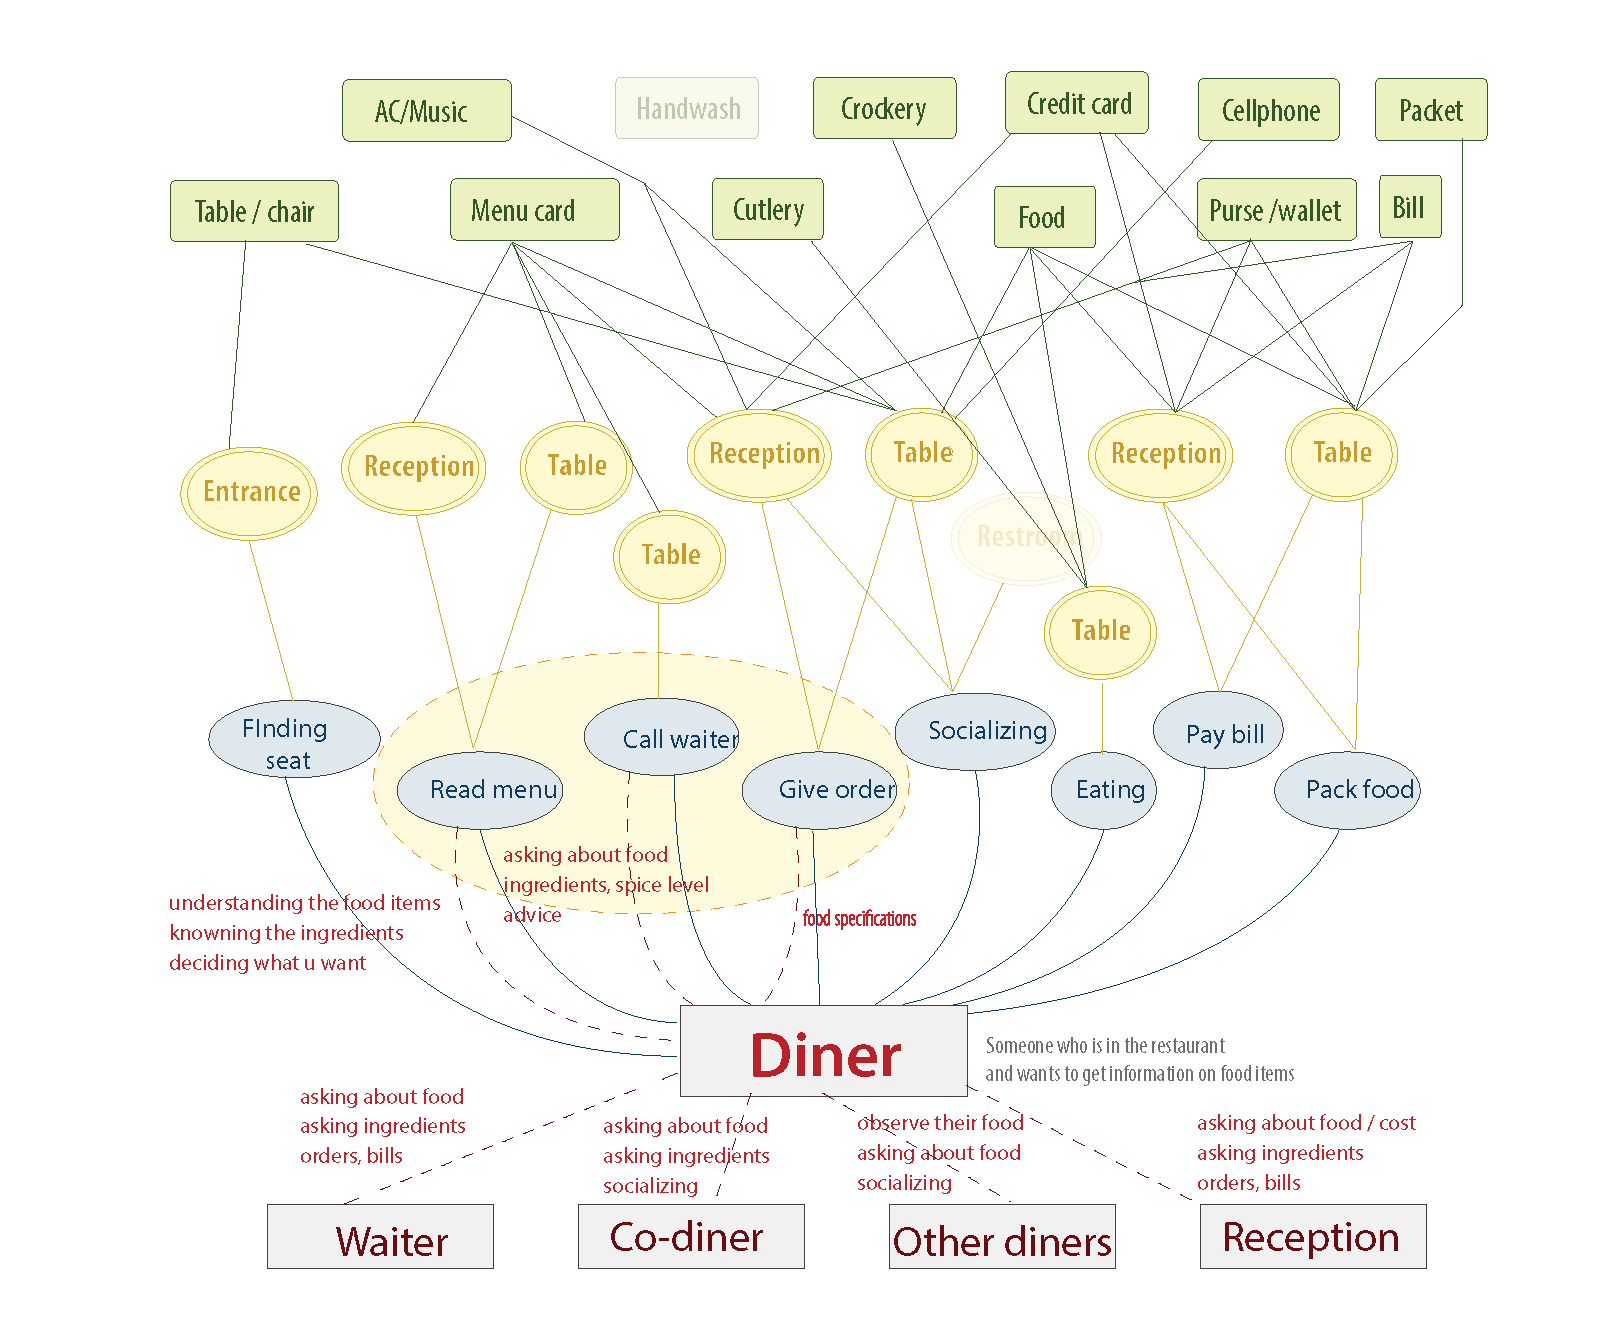 AC/Music
Handwash
Crockery
Credit card
Cellphone
Packet
Table / chair
Menu card
Cutlery
Food
Purse /wallet
Bill
Entrance
Reception
Table
Table
Reception
Table
Restroom
Table
Reception
Table
FInding
seat
Read menu
Call waiter
Give order
Socializing
Eating
Pay bill
Pack food
understanding the food items
knowning the ingredients
deciding what u want
asking about food
ingredients, spice level
advice
food specifications
Diner
Someone who is in the restaurant
and wants to get information on food items
asking about food
asking ingredients
orders, bills
asking about food
asking ingredients
socializing
observe their food
asking about food
socializing
asking about food / cost
asking ingredients
orders, bills
Waiter
Co-diner
Other diners
Reception